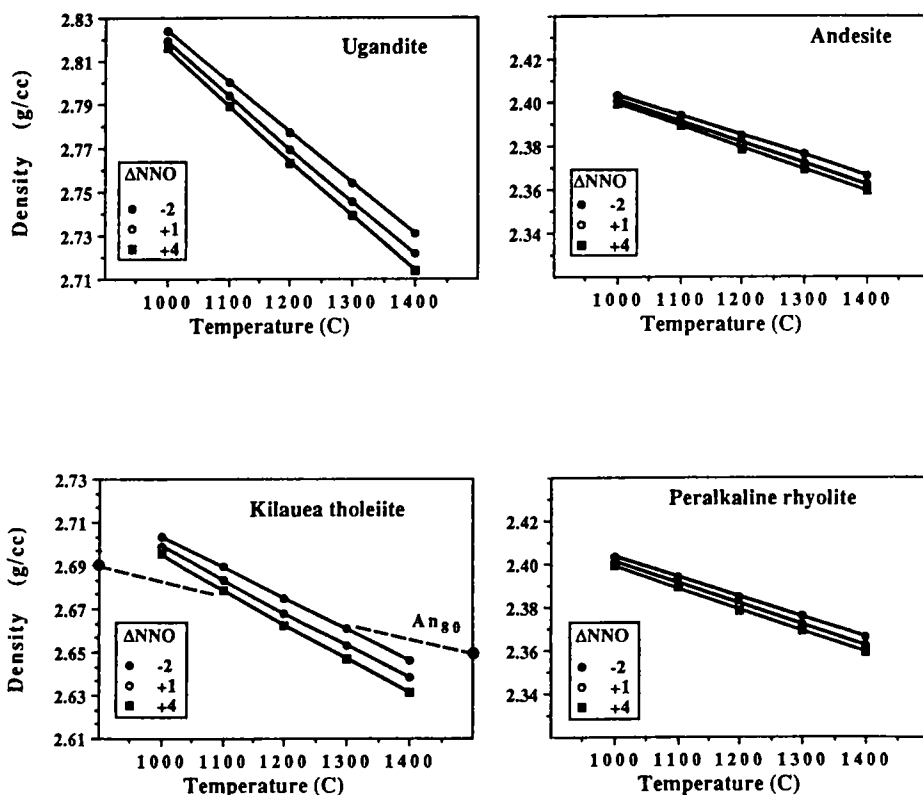 Ugandite
Density (g/cc)
2.83
2.81
2.79
2.77
2.75
2.73
2.71
ΔNNO
-2
+1
+4
1000 1100 1200 1300 1400
Temperature (C)
Andesite
2.42
2.40
2.38
2.36
2.34
ΔNNO
-2
+1
+4
1000 1100 1200 1300 1400
Temperature (C)
Kilauea tholeiite
Density (g/cc)
2.73
2.71
2.69
2.67
2.65
2.63
2.61
An80
ΔNNO
-2
+1
+4
1000 1100 1200 1300 1400
Temperature (C)
Peralkaline rhyolite
2.42
2.40
2.38
2.36
2.34
ΔNNO
-2
+1
+4
1000 1100 1200 1300 1400
Temperature (C)